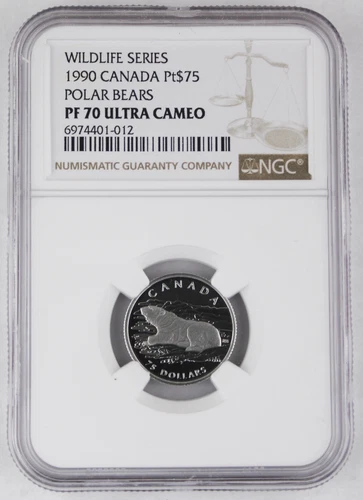 WILDLIFE SERIES
1990 CANADA Pt$75
POLAR BEARS
PF 70 ULTRA CAMEO
6974401-012
NUMISMATIC GUARANTY COMPANY
NGC®
CANADA
75 DOLLARS